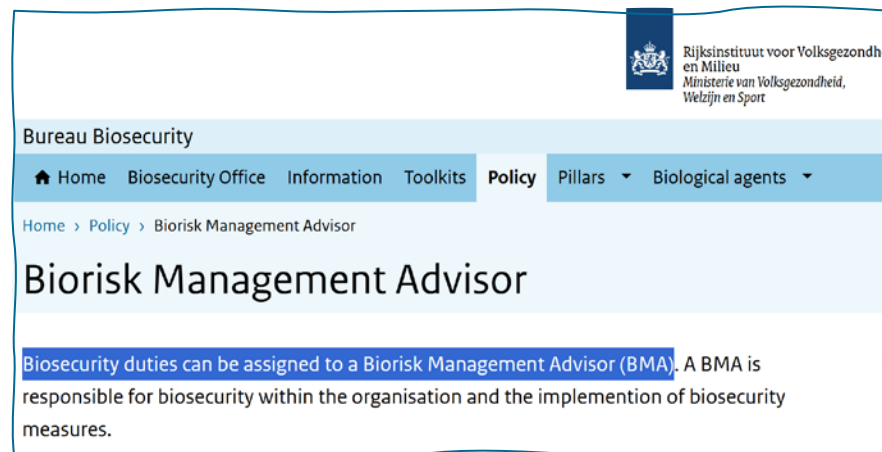 Rijksinstituut voor Volksgezondh
en Milieu
Ministerie van Volksgezondheid,
Welzijn en Sport
Bureau Biosecurity
Home Biosecurity Office Information Toolkits Policy Pillars Biological agents
Home › Policy › Biorisk Management Advisor
Biorisk Management Advisor
Biosecurity duties can be assigned to a Biorisk Management Advisor (BMA). A BMA is
responsible for biosecurity within the organisation and the implemention of biosecurity
measures.